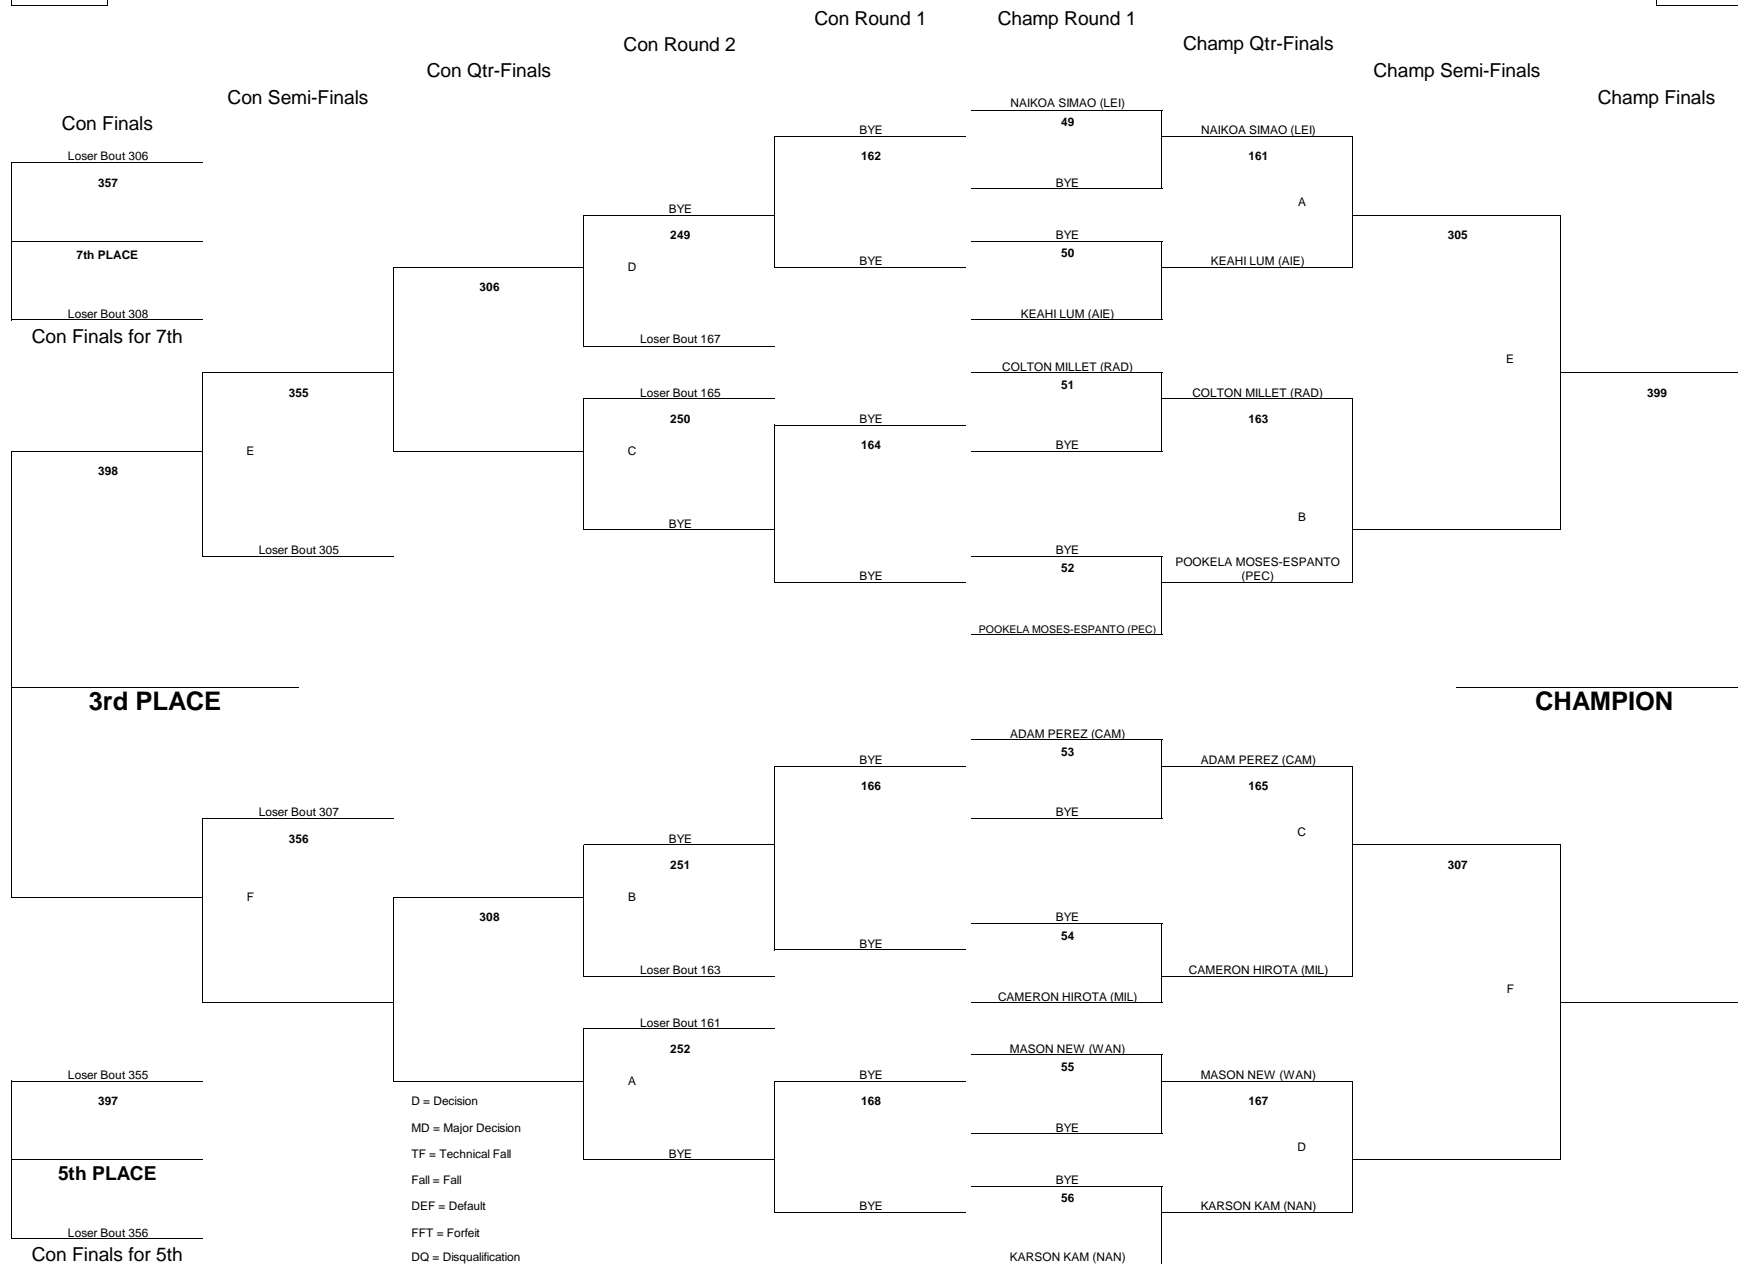 Con Round 1
Champ Round 1
Con Round 2
Champ Qtr-Finals
Con Qtr-Finals
Champ Semi-Finals
Con Semi-Finals
Champ Finals
Con Finals
NAIKOA SIMAO (LEI)
49
BYE
NAIKOA SIMAO (LEI)
Loser Bout 306
162
161
357
BYE
A
BYE
BYE
249
305
7th PLACE
50
BYE
KEAHI LUM (AIE)
D
306
Loser Bout 308
KEAHI LUM (AIE)
Con Finals for 7th
Loser Bout 167
E
COLTON MILLET (RAD)
51
355
Loser Bout 165
COLTON MILLET (RAD)
399
250
BYE
163
164
BYE
E
C
398
B
BYE
Loser Bout 305
BYE
52
POOKELA MOSES-ESPANTO
(PEC)
BYE
POOKELA MOSES-ESPANTO (PEC)
3rd PLACE
CHAMPION
ADAM PEREZ (CAM)
53
BYE
ADAM PEREZ (CAM)
166
165
Loser Bout 307
BYE
356
BYE
C
251
307
F
B
308
BYE
54
BYE
Loser Bout 163
CAMERON HIROTA (MIL)
F
CAMERON HIROTA (MIL)
Loser Bout 161
252
MASON NEW (WAN)
55
Loser Bout 355
A
BYE
MASON NEW (WAN)
397
D = Decision
168
167
MD = Major Decision
BYE
TF = Technical Fall
BYE
D
5th PLACE
Fall = Fall
BYE
56
DEF = Default
BYE
KARSON KAM (NAN)
Loser Bout 356
FFT = Forfeit
Con Finals for 5th
DQ = Disqualification
KARSON KAM (NAN)